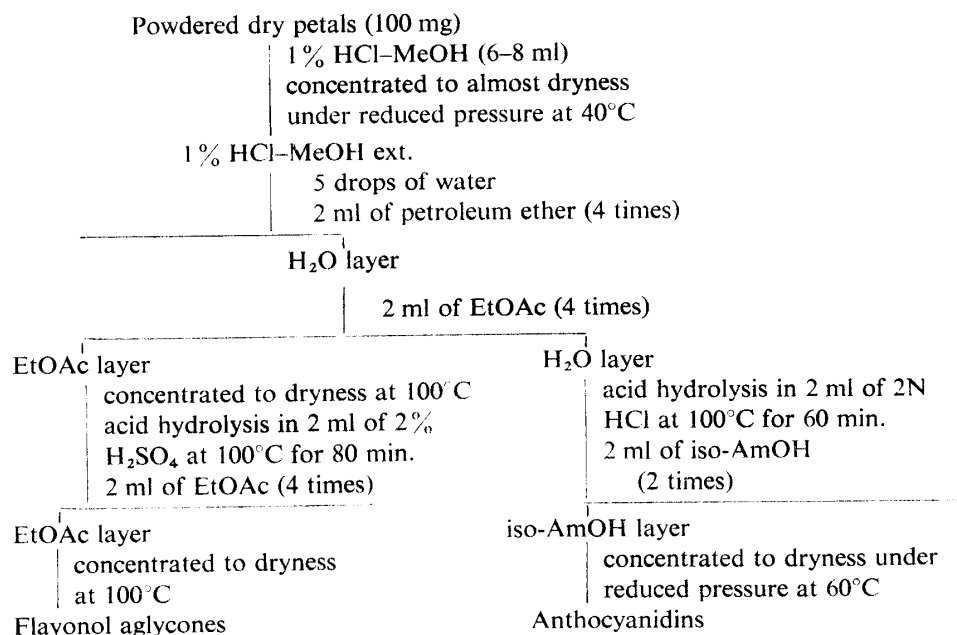 Powdered dry petals (100 mg)
1% HCl–MeOH (6–8 ml)
concentrated to almost dryness
under reduced pressure at 40°C
1% HCl–MeOH ext.
5 drops of water
2 ml of petroleum ether (4 times)
H₂O layer
2 ml of EtOAc (4 times)
EtOAc layer
concentrated to dryness at 100°C
acid hydrolysis in 2 ml of 2%
H₂SO₄ at 100°C for 80 min.
2 ml of EtOAc (4 times)
EtOAc layer
concentrated to dryness
at 100°C
Flavonol aglycones
H₂O layer
acid hydrolysis in 2 ml of 2N
HCl at 100°C for 60 min.
2 ml of iso-AmOH
(2 times)
iso-AmOH layer
concentrated to dryness under
reduced pressure at 60°C
Anthocyanidins